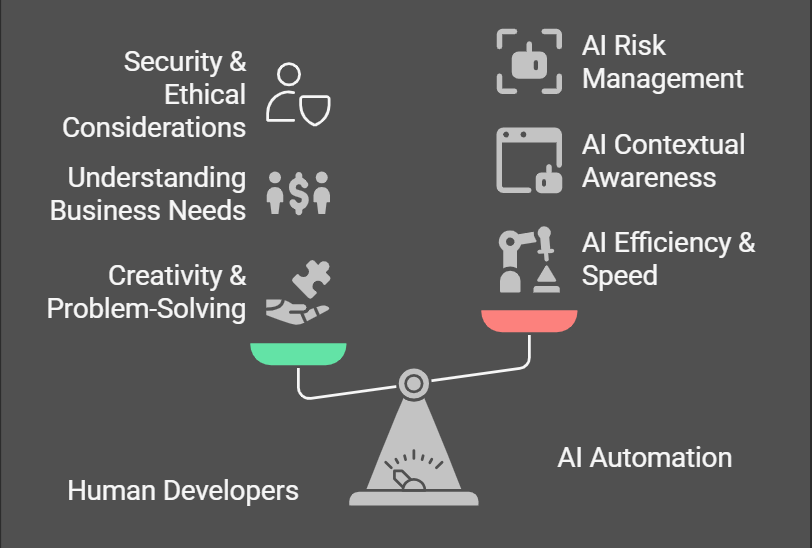 Security &
Ethical
Considerations
Understanding
Business Needs
Creativity &
Problem-Solving
AI Risk
Management
AI Contextual
Awareness
AI Efficiency &
Speed
Human Developers
AI Automation